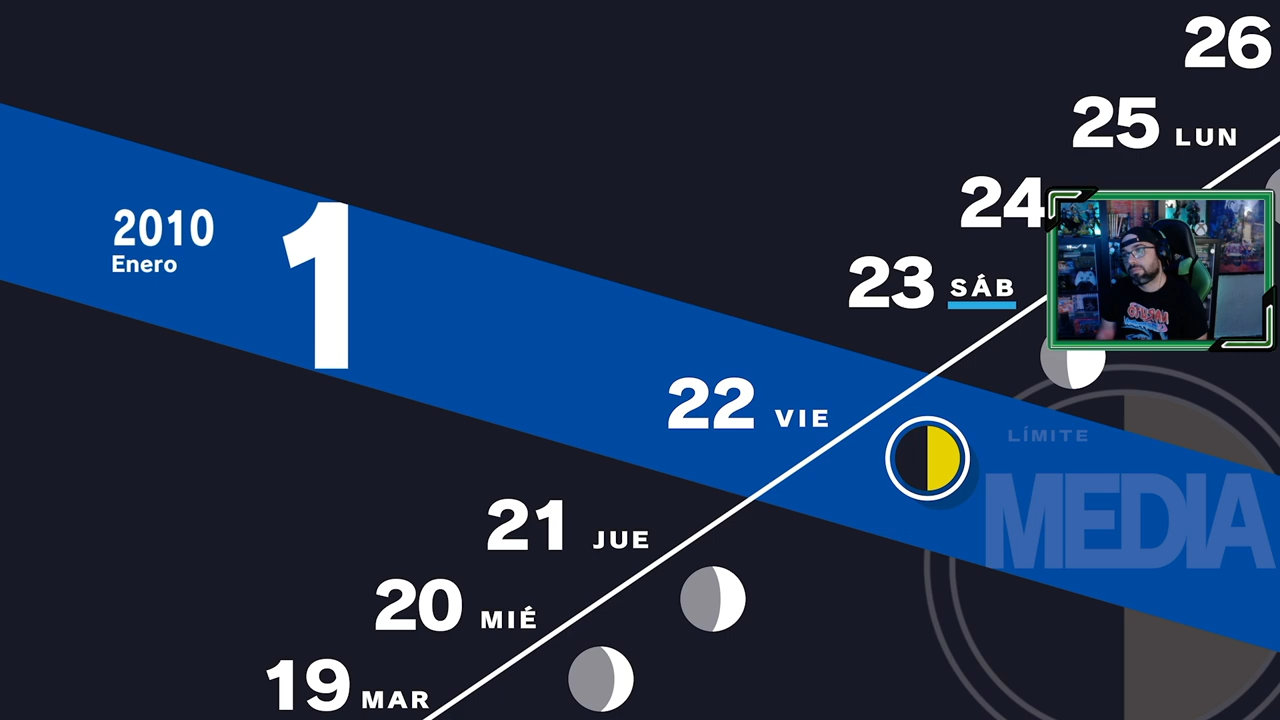 26
25 LUN
24
23 SÁB
2010
Enero
1
22 VIE
LÍMITE
MEDIA
21 JUE
20 MIÉ
19 MAR